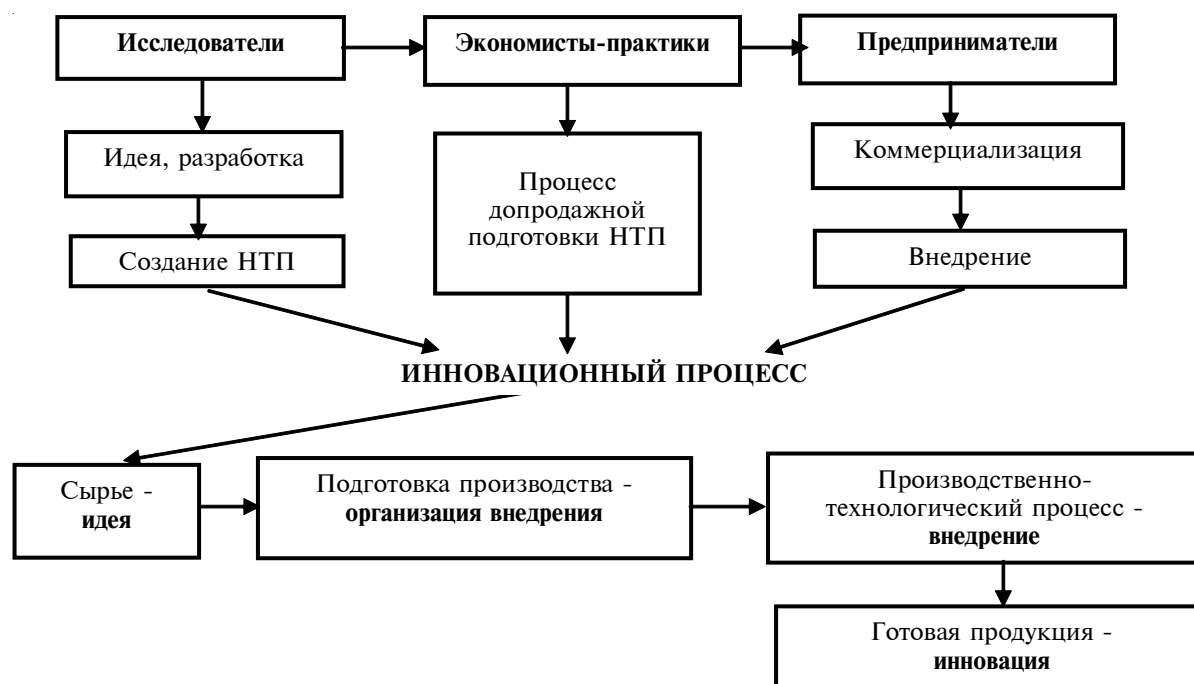 Исследователи
Экономисты-практики
Предприниматели
Идея, разработка
Процесс
допродажной
подготовки НТП
Коммерциализация
Создание НТП
Внедрение
ИННОВАЦИОННЫЙ ПРОЦЕСС
Сырье -
идея
Подготовка производства -
организация внедрения
Производственно-
технологический процесс -
внедрение
Готовая продукция -
инновация